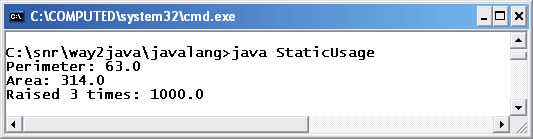 C:\COMPUTED\system32\cmd.exe
C:\snr\way2java\javalang>java StaticUsage
Perimeter: 63.0
Area: 314.0
Raised 3 times: 1000.0